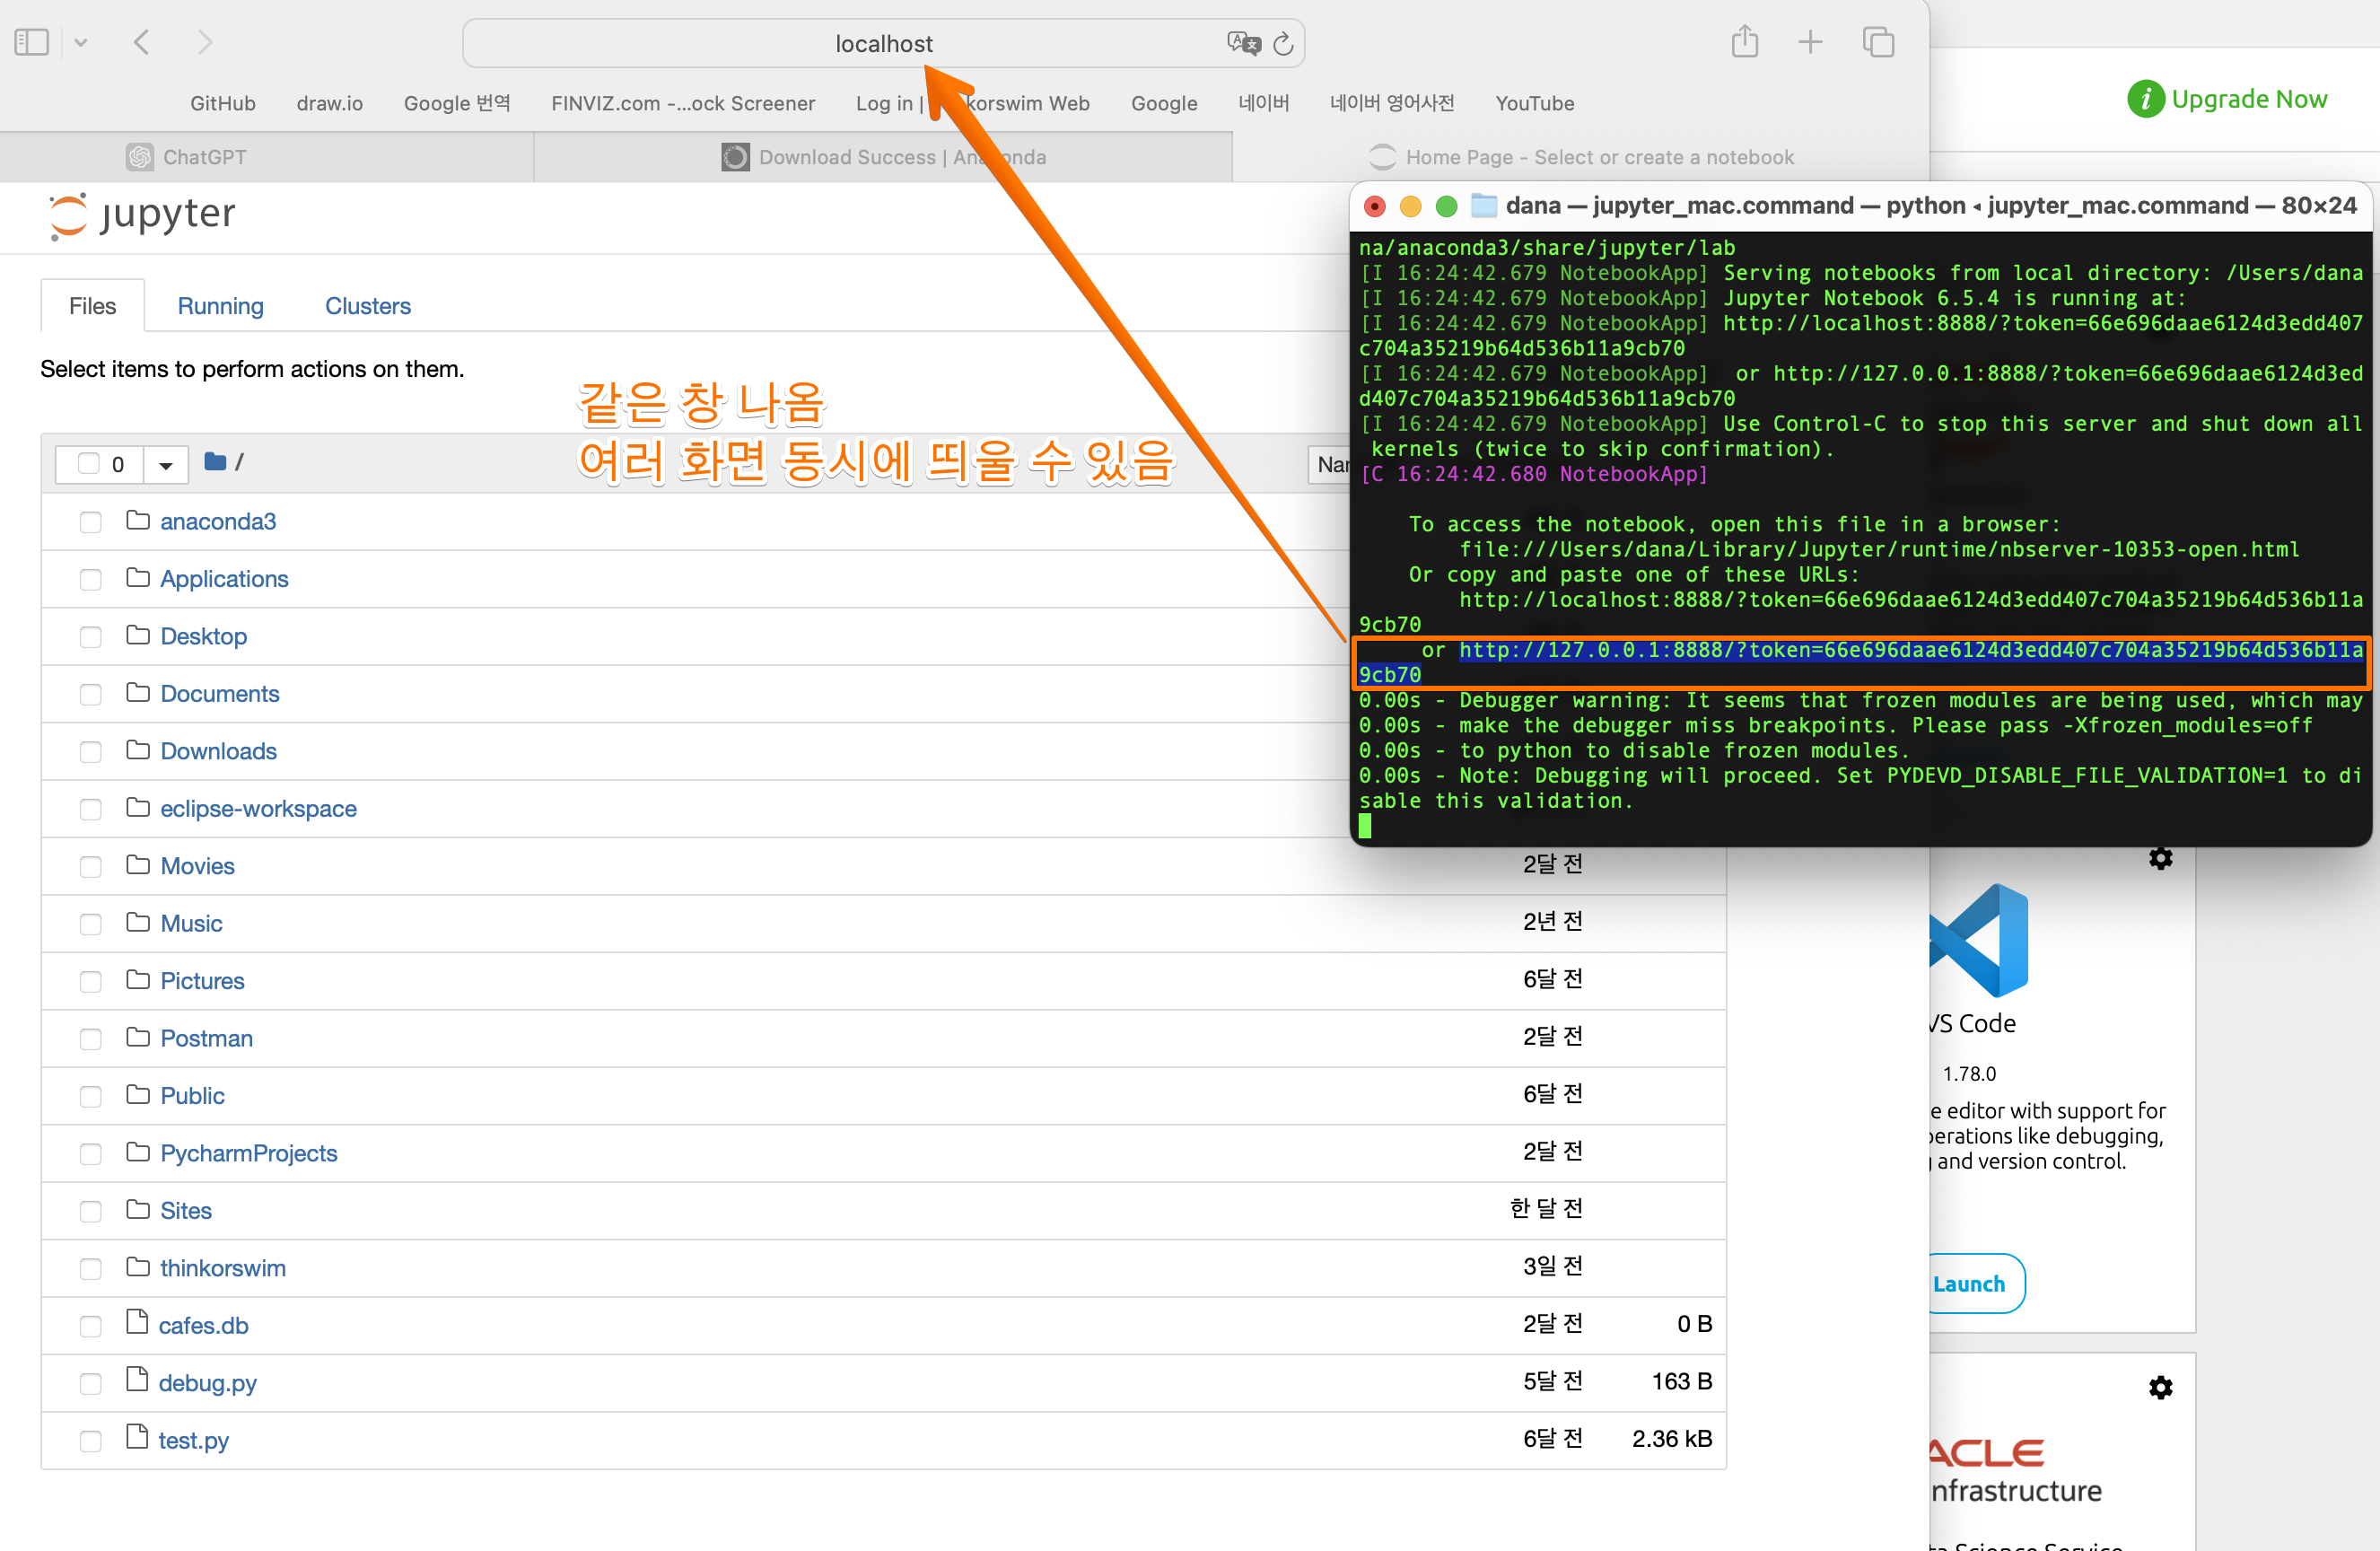 localhost
GitHub draw.io Google 번역 FINVIZ.com -...ock Screener Log in | korswim Web Google 네이버 네이버 영어사전 YouTube
Upgrade Now
ChatGPT Download Success | Anaconda Home Page - Select or create a notebook
jupyter
Files Running Clusters
Select items to perform actions on them.
같은 창 나옴
여러 화면 동시에 띄울 수 있음
0 /
anaconda3
Applications
Desktop
Documents
Downloads
eclipse-workspace
Movies 2달 전
Music 2년 전
Pictures 6달 전
Postman 2달 전
Public 6달 전
PycharmProjects 2달 전
Sites 한 달 전
thinkorswim 3일 전
cafes.db 2달 전 0 B
debug.py 5달 전 163 B
test.py 6달 전 2.36 kB
dana — jupyter_mac.command — python ◂ jupyter_mac.command — 80×24
na/anaconda3/share/jupyter/lab
[I 16:24:42.679 NotebookApp] Serving notebooks from local directory: /Users/dana
[I 16:24:42.679 NotebookApp] Jupyter Notebook 6.5.4 is running at:
[I 16:24:42.679 NotebookApp] http://localhost:8888/?token=66e696daae6124d3edd407
c704a35219b64d536b11a9cb70
[I 16:24:42.679 NotebookApp]  or http://127.0.0.1:8888/?token=66e696daae6124d3ed
d407c704a35219b64d536b11a9cb70
[I 16:24:42.679 NotebookApp] Use Control-C to stop this server and shut down all
kernels (twice to skip confirmation).
[C 16:24:42.680 NotebookApp]
To access the notebook, open this file in a browser:
file:///Users/dana/Library/Jupyter/runtime/nbserver-10353-open.html
Or copy and paste one of these URLs:
http://localhost:8888/?token=66e696daae6124d3edd407c704a35219b64d536b11a
9cb70
or http://127.0.0.1:8888/?token=66e696daae6124d3edd407c704a35219b64d536b11a
9cb70
0.00s - Debugger warning: It seems that frozen modules are being used, which may
0.00s - make the debugger miss breakpoints. Please pass -Xfrozen_modules=off
0.00s - to python to disable frozen modules.
0.00s - Note: Debugging will proceed. Set PYDEVD_DISABLE_FILE_VALIDATION=1 to di
sable this validation.
VS Code
1.78.0
e editor with support for
perations like debugging,
and version control.
Launch
ACLE
nfrastructure